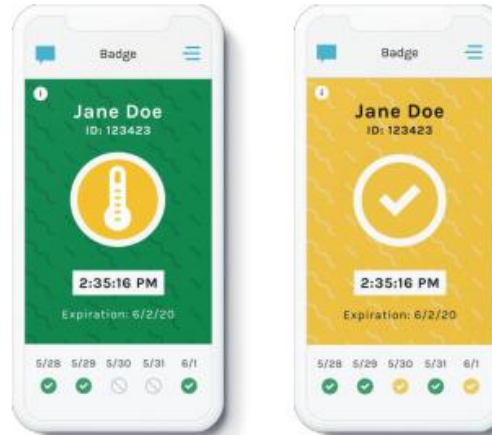 Badge
i
Jane Doe
ID: 123423
2:35:16 PM
Expiration: 6/2/20
5/28 5/29 5/30 5/31 6/1
Badge
i
Jane Doe
ID: 123423
2:35:16 PM
Expiration: 6/2/20
5/28 5/29 5/30 5/31 6/1